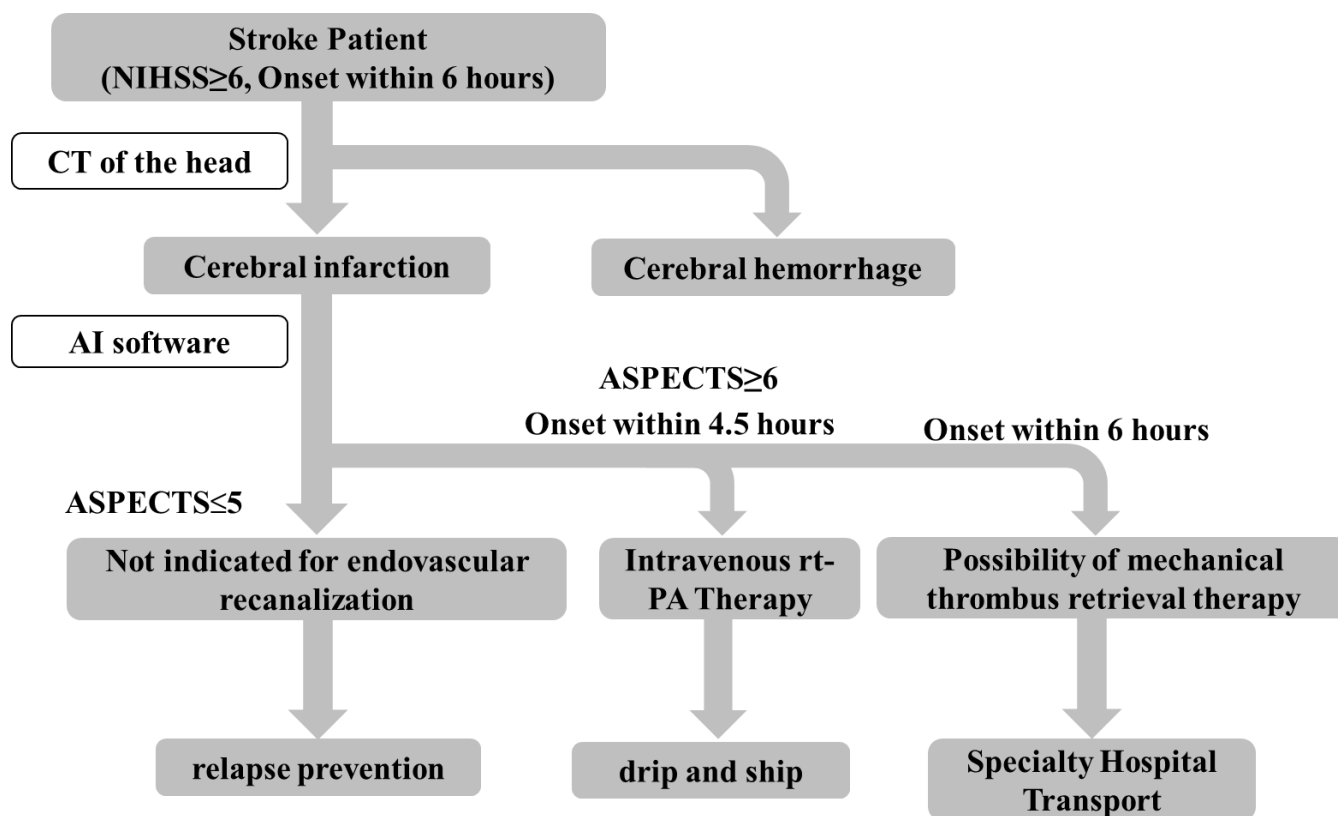 Stroke Patient
(NIHSS≥6, Onset within 6 hours)
CT of the head
Cerebral infarction
Cerebral hemorrhage
AI software
ASPECTS≥6
Onset within 4.5 hours
Onset within 6 hours
ASPECTS≤5
Not indicated for endovascular
recanalization
Intravenous rt-
PA Therapy
Possibility of mechanical
thrombus retrieval therapy
relapse prevention
drip and ship
Specialty Hospital
Transport